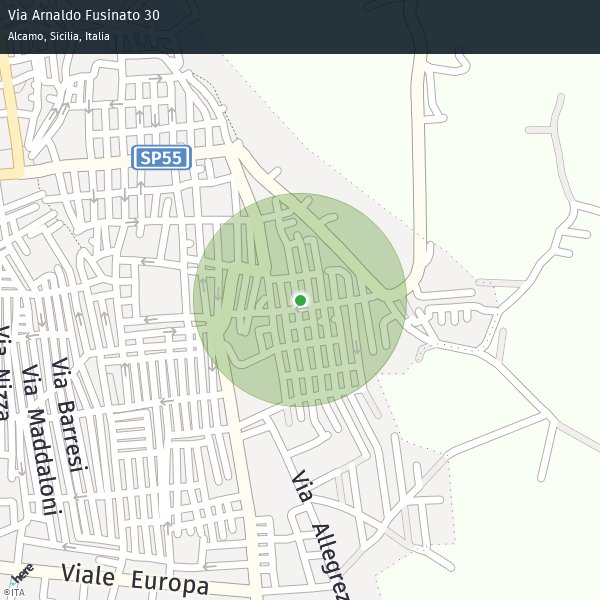 Via Arnaldo Fusinato 30
Alcamo, Sicilia, Italia
SP55
Via Nizza
Via Maddaloni
Via Barresi
Via Allegrez
Viale Europa
here
©ITA